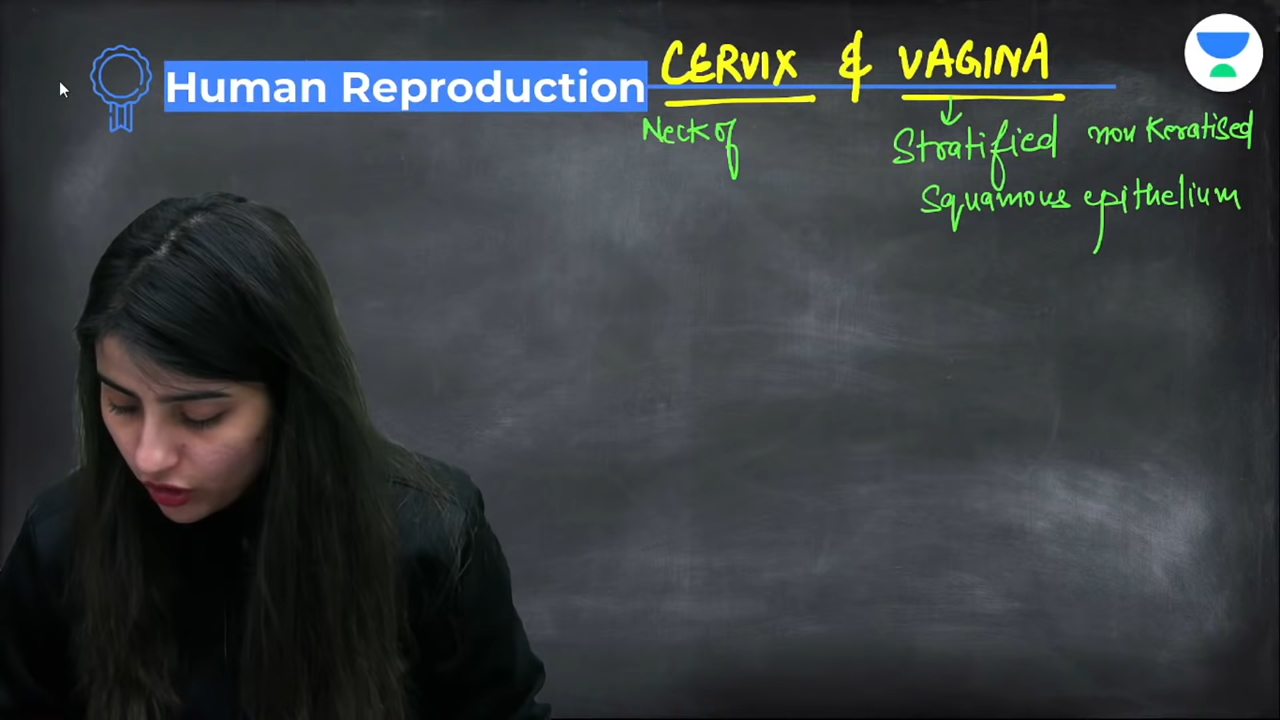 Human Reproduction
CERVIX & VAGINA
Neck of
Stratified non Keratised
Squamous epithelium